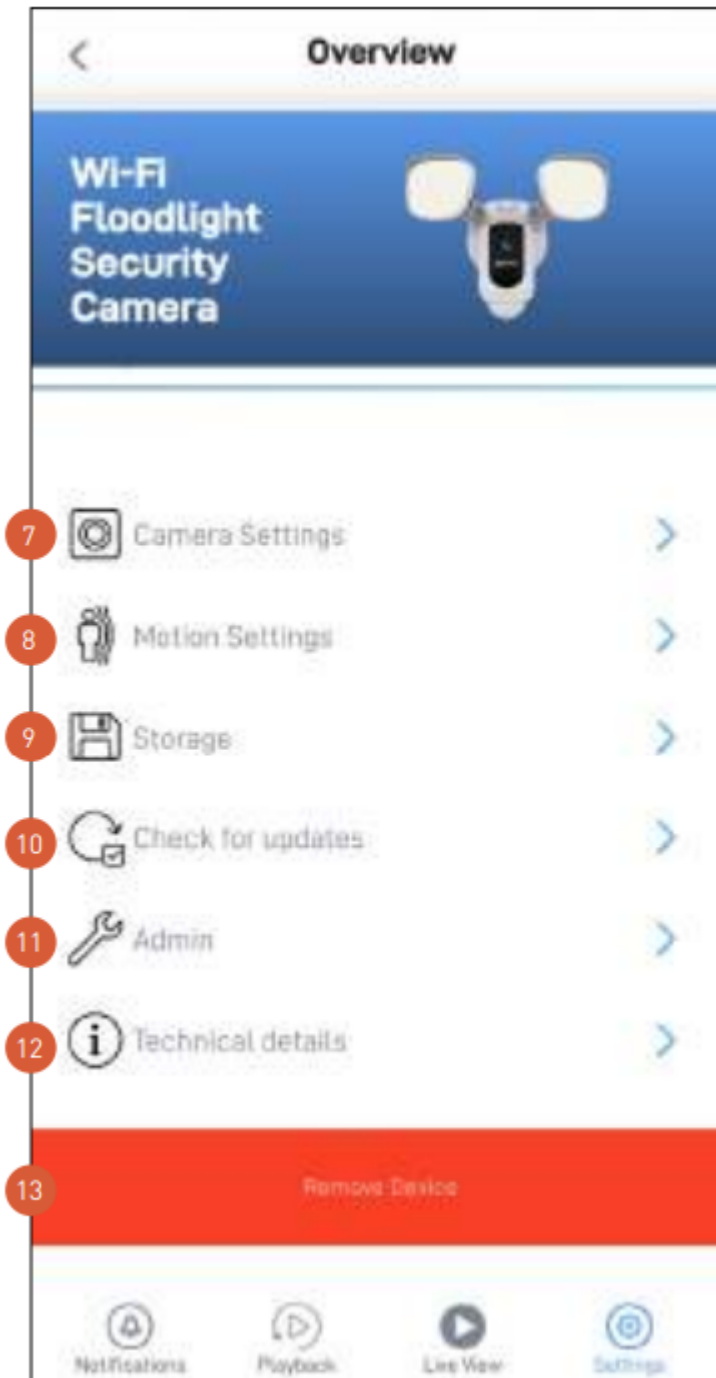 Overview
Wi-Fi
Floodlight
Security
Camera
7 Camera Settings
8 Motion Settings
9 Storage
10 Check for updates
11 Admin
12 Technical details
13 Remove Device
Notifications Playback Live View Settings